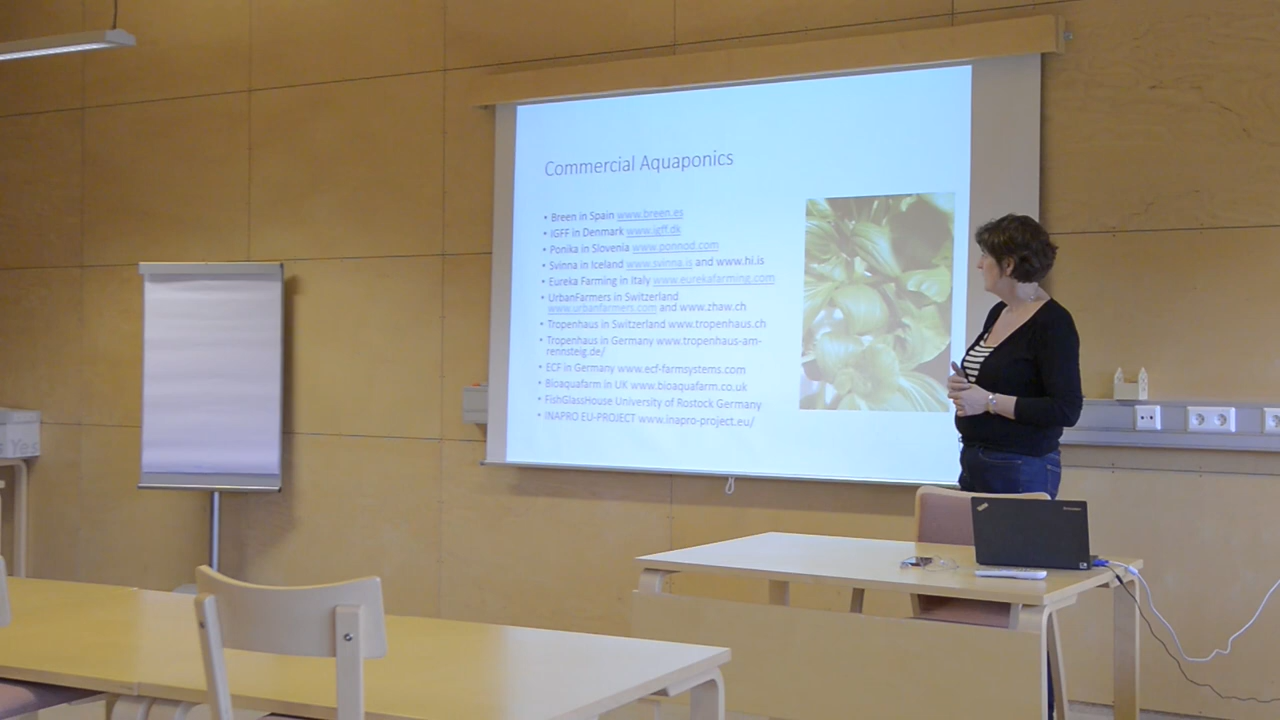 Commercial Aquaponics
• Breen in Spain www.breen.es
• IGFF in Denmark www.igff.dk
• Ponika in Slovenia www.ponnod.com
• Svinna in Iceland www.svinna.is and www.hi.is
• Eureka Farming in Italy www.eurekafarming.com
• UrbanFarmers in Switzerland
www.urbanfarmers.com and www.zhaw.ch
• Tropenhaus in Switzerland www.tropenhaus.ch
• Tropenhaus in Germany www.tropenhaus-am-
rennsteig.de/
• ECF in Germany www.ecf-farmsystems.com
• Bioaquafarm in UK www.bioaquafarm.co.uk
• FishGlassHouse University of Rostock Germany
• INAPRO EU-PROJECT www.inapro-project.eu/
Yes